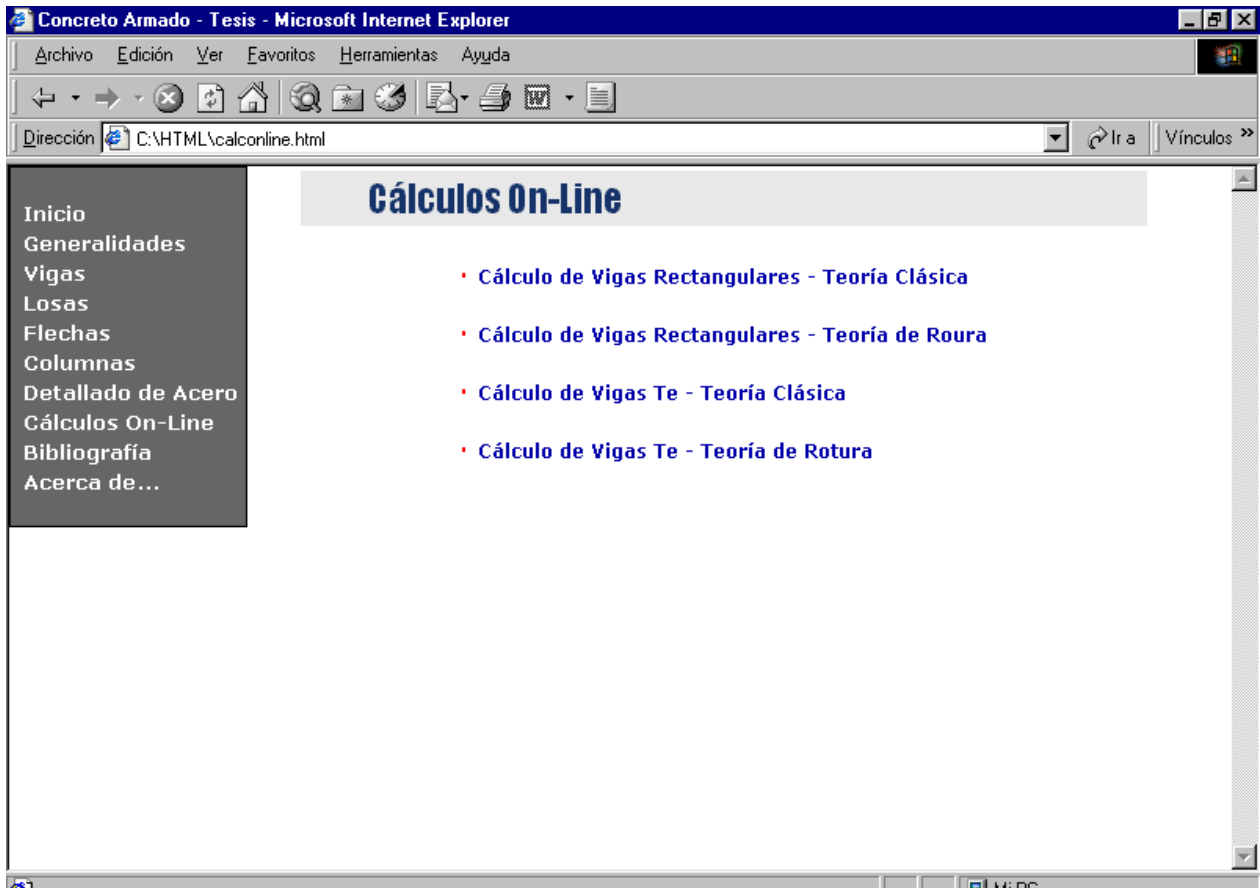 Concreto Armado - Tesis - Microsoft Internet Explorer
Archivo Edición Ver Favoritos Herramientas Ayuda
Dirección C:\HTML\calconline.html Ir a Vínculos »
Inicio
Generalidades
Vigas
Losas
Flechas
Columnas
Detallado de Acero
Cálculos On-Line
Bibliografía
Acerca de...
Cálculos On-Line
· Cálculo de Vigas Rectangulares - Teoría Clásica
· Cálculo de Vigas Rectangulares - Teoría de Roura
· Cálculo de Vigas Te - Teoría Clásica
· Cálculo de Vigas Te - Teoría de Rotura
Mi PC